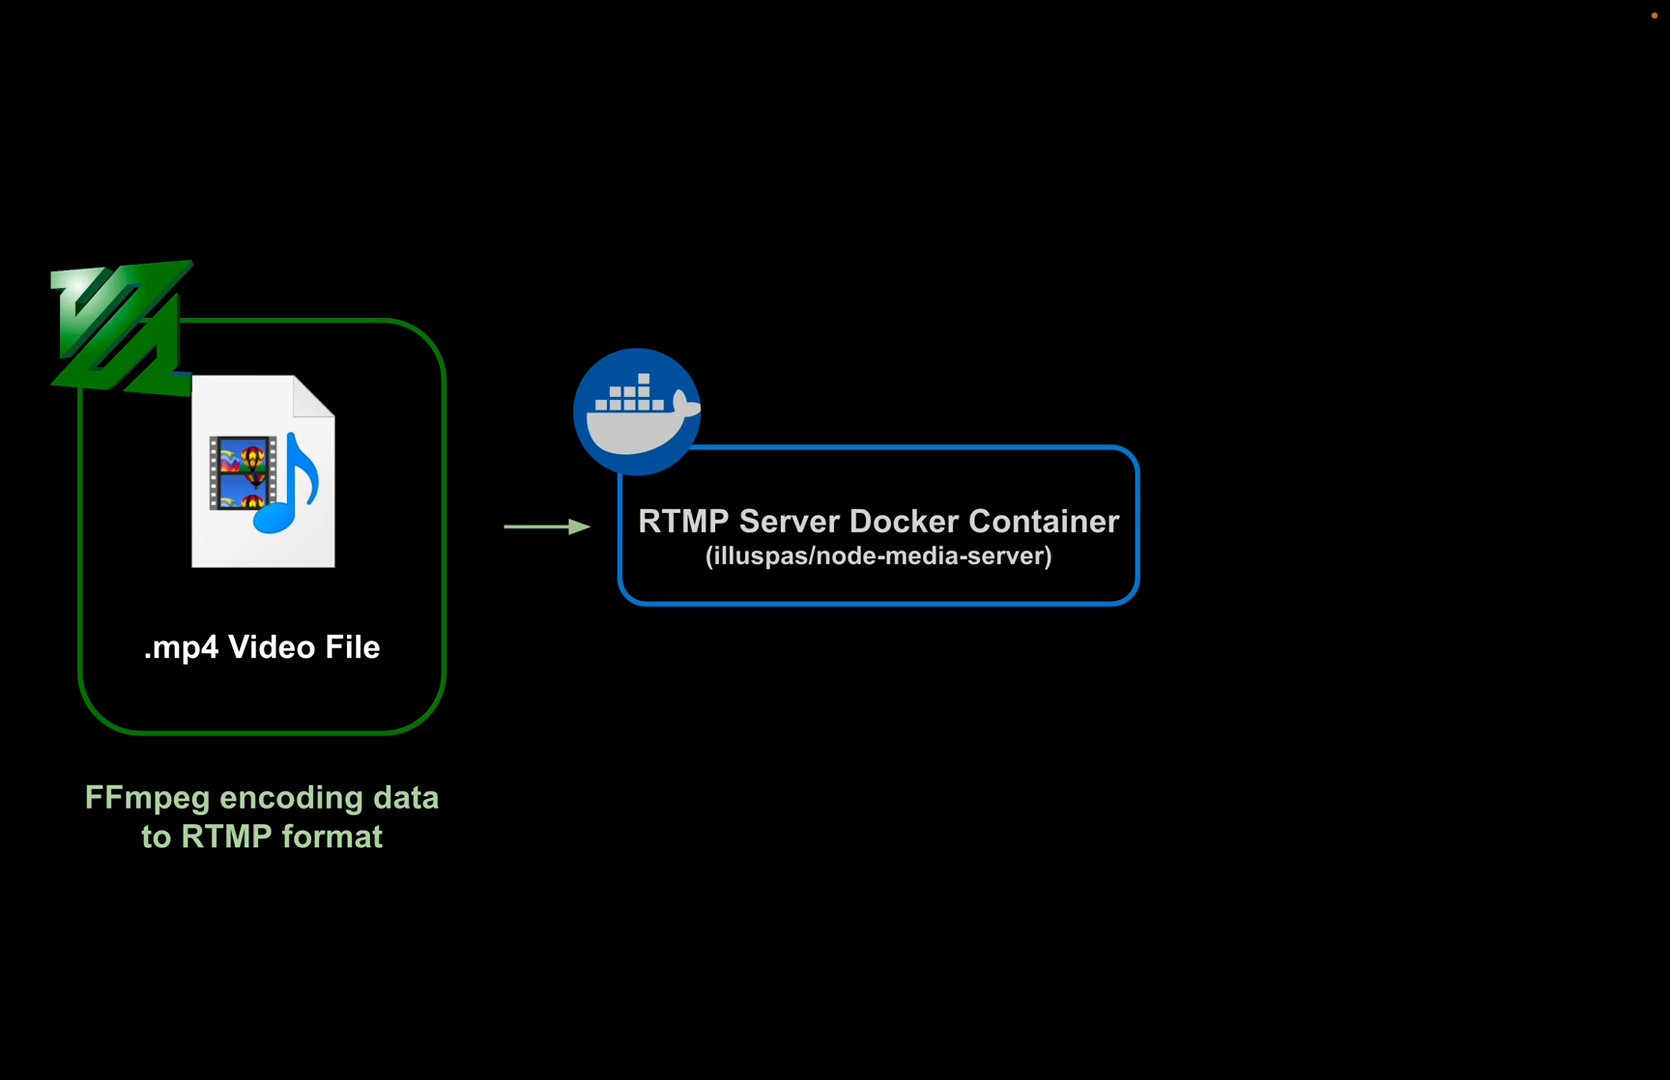 .mp4 Video File
FFmpeg encoding data
to RTMP format
RTMP Server Docker Container
(illuspas/node-media-server)